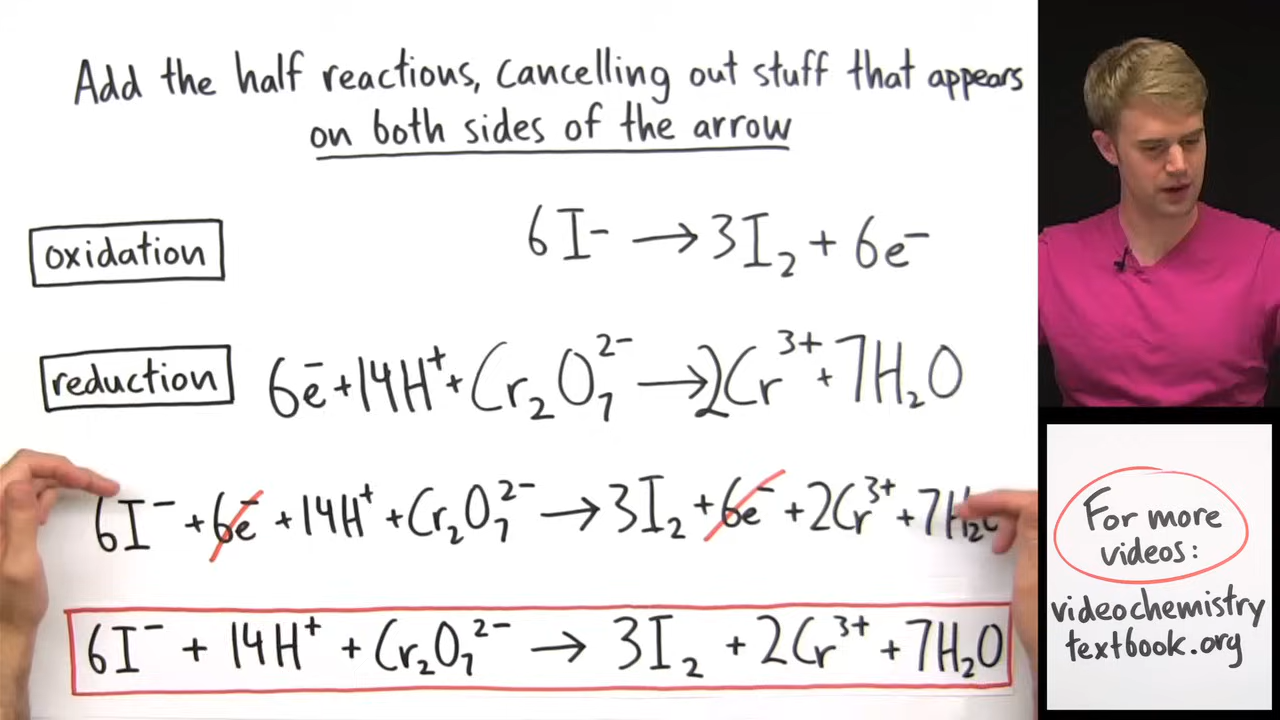 Add the half reactions, cancelling out stuff that appears
on both sides of the arrow
oxidation
6I⁻ → 3I₂ + 6e⁻
reduction
6e⁻ + 14H⁺ + Cr₂O₇²⁻ → 2Cr³⁺ + 7H₂O
6I⁻ + 6e⁻ + 14H⁺ + Cr₂O₇²⁻ → 3I₂ + 6e⁻ + 2Cr³⁺ + 7H₂O
6I⁻ + 14H⁺ + Cr₂O₇²⁻ → 3I₂ + 2Cr³⁺ + 7H₂O
For more
videos:
videochemistry
textbook.org